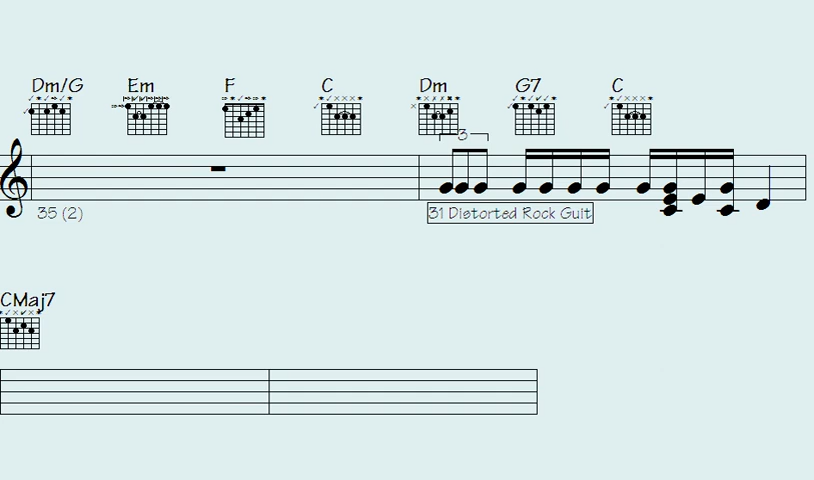 Dm/G Em F C Dm G7 C
3
35 (2)
31 Distorted Rock Guit
CMaj7